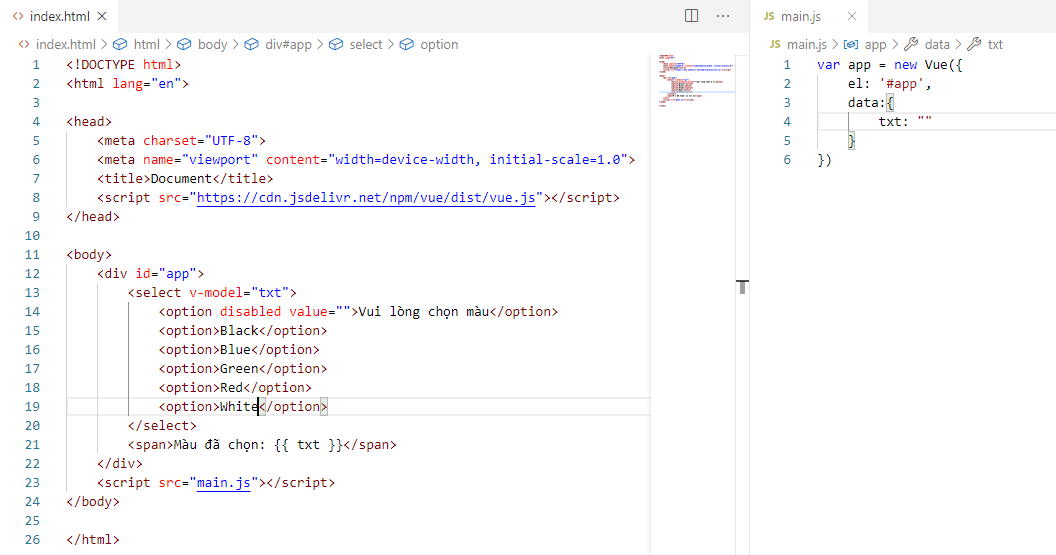 index.html
index.html > html > body > div#app > select > option
1 <!DOCTYPE html>
2 <html lang="en">
3
4 <head>
5 <meta charset="UTF-8">
6 <meta name="viewport" content="width=device-width, initial-scale=1.0">
7 <title>Document</title>
8 <script src="https://cdn.jsdelivr.net/npm/vue/dist/vue.js"></script>
9 </head>
10
11 <body>
12 <div id="app">
13 <select v-model="txt">
14 <option disabled value="">Vui lòng chọn màu</option>
15 <option>Black</option>
16 <option>Blue</option>
17 <option>Green</option>
18 <option>Red</option>
19 <option>White</option>
20 </select>
21 <span>Màu đã chọn: {{ txt }}</span>
22 </div>
23 <script src="main.js"></script>
24 </body>
25
26 </html>
JS main.js
JS main.js > app > data > txt
1 var app = new Vue({
2 el: '#app',
3 data:{
4 txt: ""
5 }
6 })